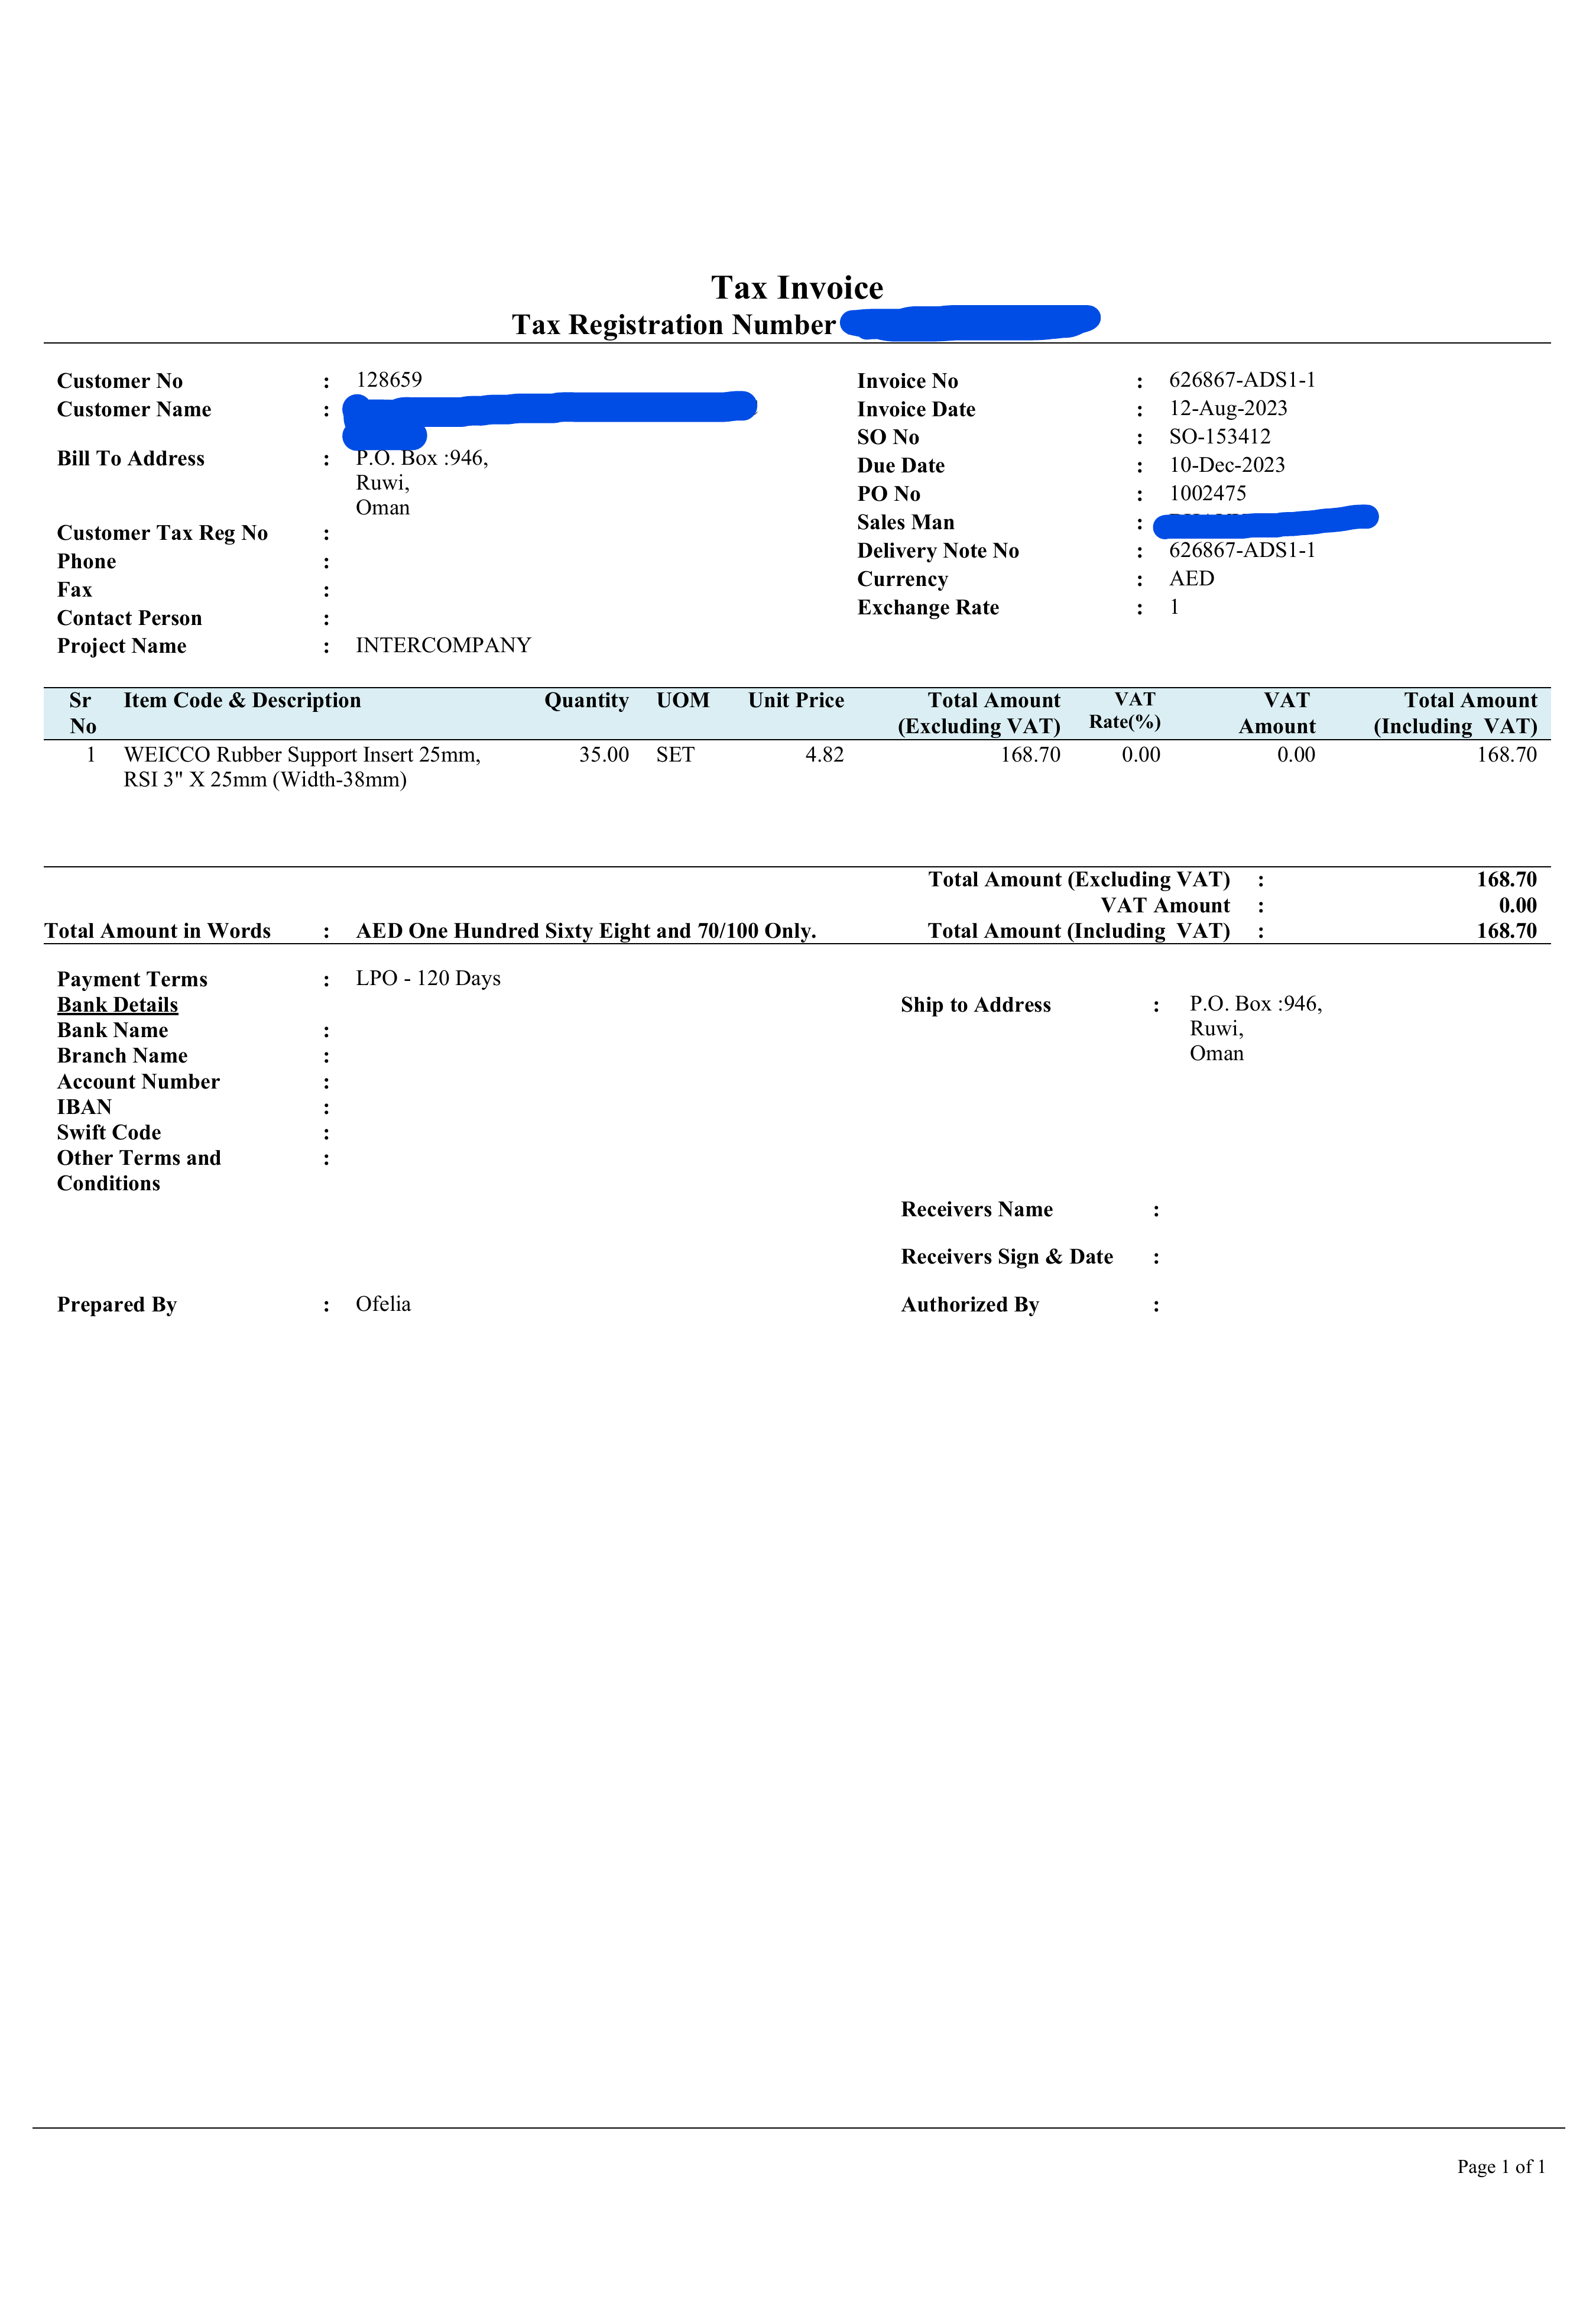 Tax Invoice
Tax Registration Number
Customer No : 128659
Customer Name :
Bill To Address : P.O. Box :946,
Ruwi,
Oman
Customer Tax Reg No :
Phone :
Fax :
Contact Person :
Project Name : INTERCOMPANY
Invoice No : 626867-ADS1-1
Invoice Date : 12-Aug-2023
SO No : SO-153412
Due Date : 10-Dec-2023
PO No : 1002475
Sales Man :
Delivery Note No : 626867-ADS1-1
Currency : AED
Exchange Rate : 1
Sr Item Code & Description Quantity UOM Unit Price Total Amount VAT VAT Total Amount
No (Excluding VAT) Rate(%) Amount (Including VAT)
1 WEICCO Rubber Support Insert 25mm, 35.00 SET 4.82 168.70 0.00 0.00 168.70
RSI 3" X 25mm (Width-38mm)
Total Amount (Excluding VAT) : 168.70
VAT Amount : 0.00
Total Amount in Words : AED One Hundred Sixty Eight and 70/100 Only. Total Amount (Including VAT) : 168.70
Payment Terms : LPO - 120 Days
Bank Details
Bank Name :
Branch Name :
Account Number :
IBAN :
Swift Code :
Other Terms and :
Conditions
Ship to Address : P.O. Box :946,
Ruwi,
Oman
Receivers Name :
Receivers Sign & Date :
Prepared By : Ofelia
Authorized By :
Page 1 of 1